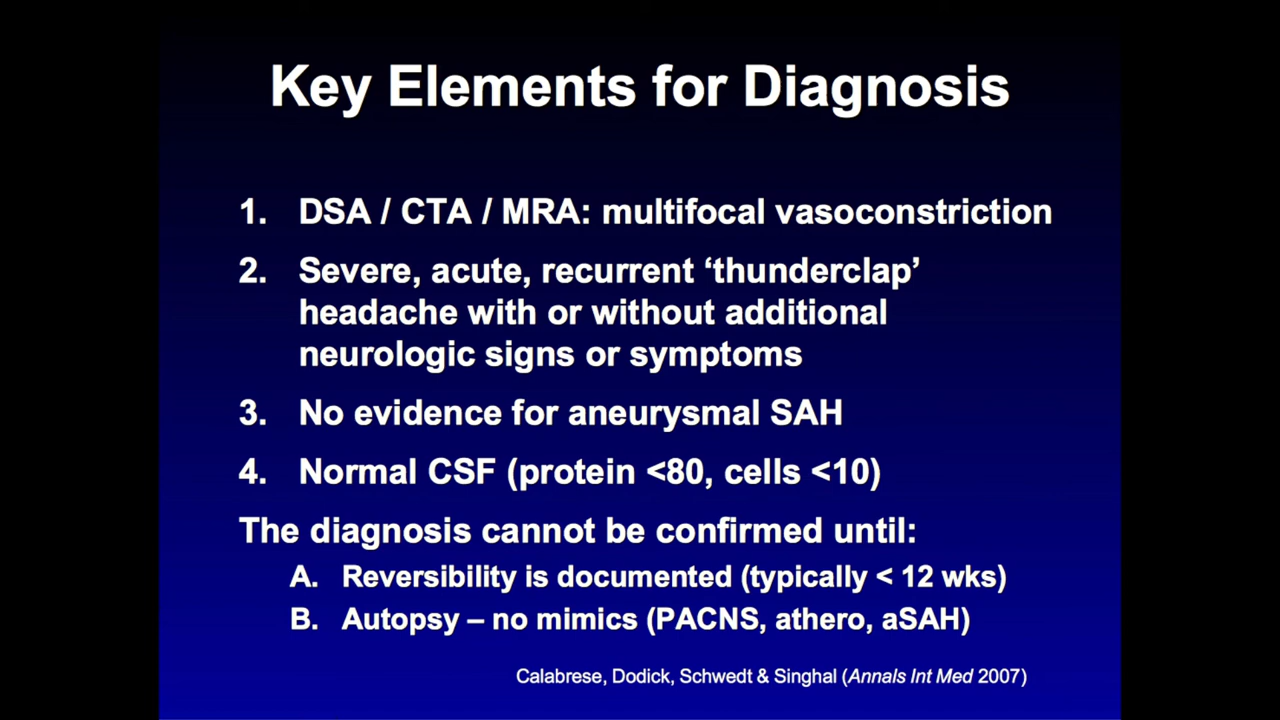 Key Elements for Diagnosis
1. DSA / CTA / MRA: multifocal vasoconstriction
2. Severe, acute, recurrent ‘thunderclap’
headache with or without additional
neurologic signs or symptoms
3. No evidence for aneurysmal SAH
4. Normal CSF (protein <80, cells <10)
The diagnosis cannot be confirmed until:
A. Reversibility is documented (typically < 12 wks)
B. Autopsy – no mimics (PACNS, athero, aSAH)
Calabrese, Dodick, Schwedt & Singhal (Annals Int Med 2007)